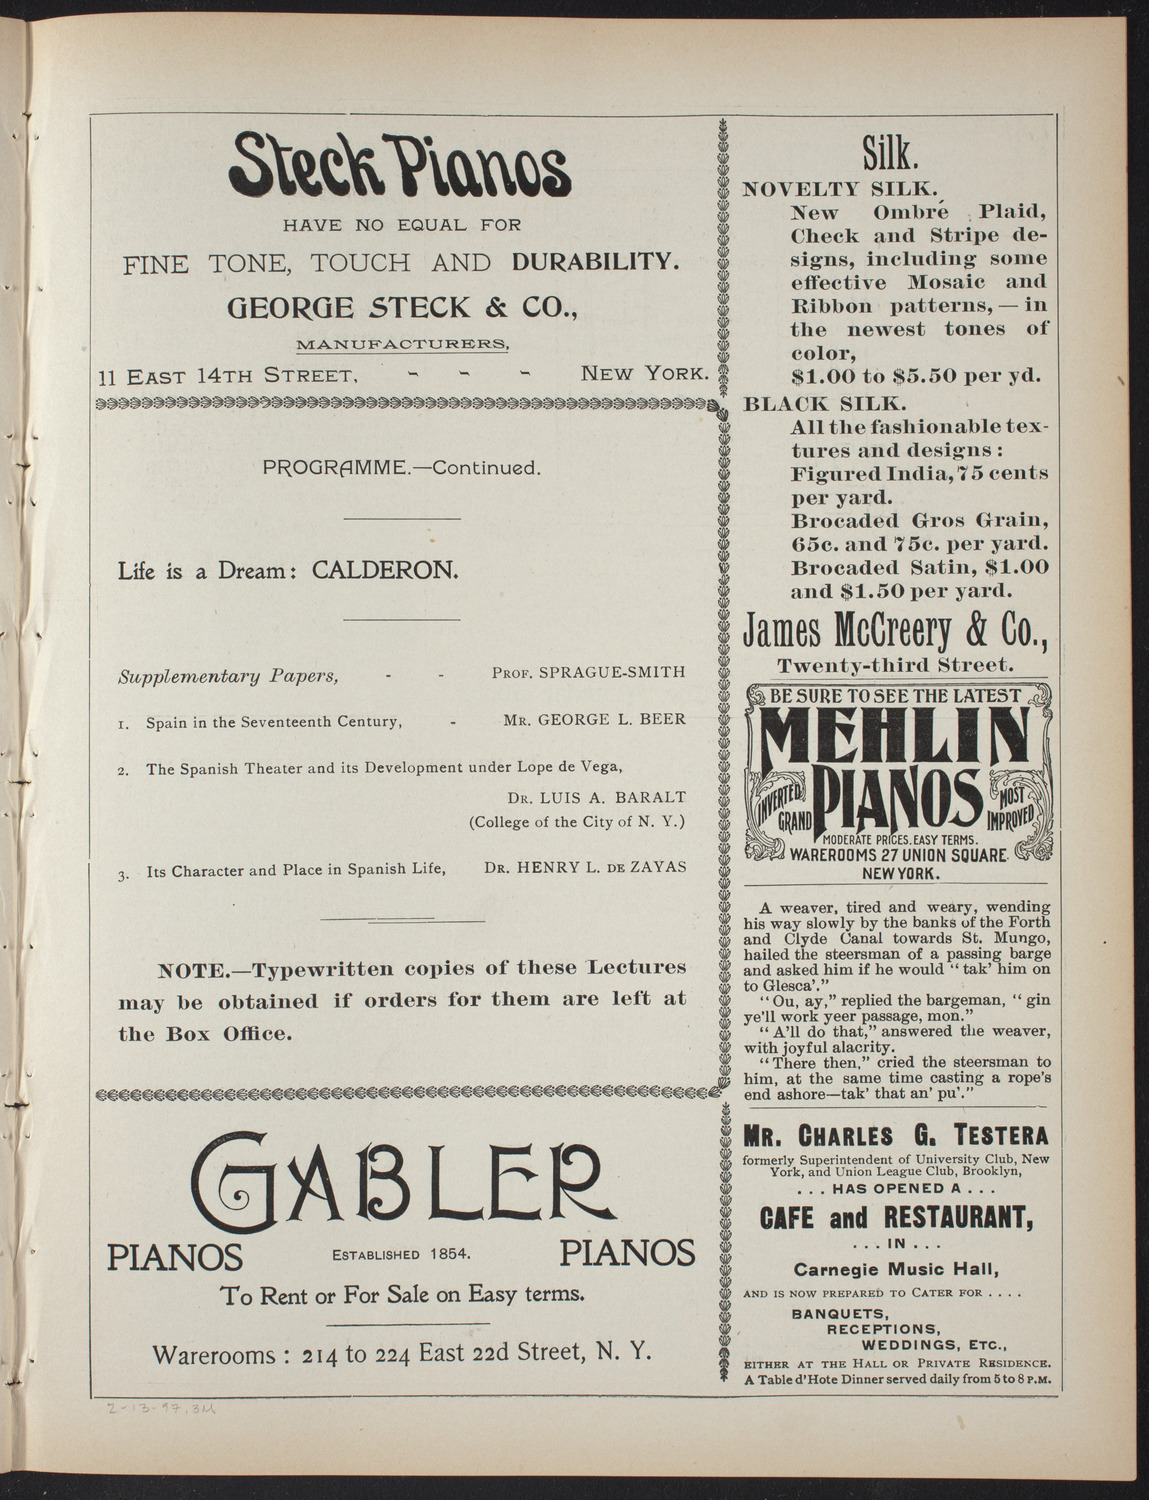 Steck Pianos
HAVE NO EQUAL FOR
FINE TONE, TOUCH AND DURABILITY.
GEORGE STECK & CO.,
MANUFACTURERS,
11 EAST 14TH STREET, - - - NEW YORK.
PROGRAMME.—Continued.
Life is a Dream: CALDERON.
Supplementary Papers, - - PROF. SPRAGUE-SMITH
1. Spain in the Seventeenth Century, - MR. GEORGE L. BEER
2. The Spanish Theater and its Development under Lope de Vega,
DR. LUIS A. BARALT
(College of the City of N. Y.)
3. Its Character and Place in Spanish Life, DR. HENRY L. DE ZAYAS
NOTE.—Typewritten copies of these Lectures
may be obtained if orders for them are left at
the Box Office.
GABLER
PIANOS ESTABLISHED 1854. PIANOS
To Rent or For Sale on Easy terms.
Warerooms: 214 to 224 East 22d Street, N. Y.
2-13-97, 3M
Silk.
NOVELTY SILK.
New Ombré Plaid,
Check and Stripe de-
signs, including some
effective Mosaic and
Ribbon patterns, — in
the newest tones of
color,
$1.00 to $5.50 per yd.
BLACK SILK.
All the fashionable tex-
tures and designs:
Figured India, 75 cents
per yard.
Brocaded Gros Grain,
65c. and 75c. per yard.
Brocaded Satin, $1.00
and $1.50 per yard.
James McCreery & Co.,
Twenty-third Street.
BE SURE TO SEE THE LATEST
MEHLIN
PIANOS
INVERTED
GRAND
MOST
IMPROVED
MODERATE PRICES. EASY TERMS.
WAREROOMS 27 UNION SQUARE
NEW YORK.
A weaver, tired and weary, wending
his way slowly by the banks of the Forth
and Clyde Canal towards St. Mungo,
hailed the steersman of a passing barge
and asked him if he would “tak’ him on
to Glesca’.”
“Ou, ay,” replied the bargeman, “gin
ye’ll work yeer passage, mon.”
“A’ll do that,” answered the weaver,
with joyful alacrity.
“There then,” cried the steersman to
him, at the same time casting a rope’s
end ashore—tak’ that an’ pu’.”
MR. CHARLES G. TESTERA
formerly Superintendent of University Club, New
York, and Union League Club, Brooklyn,
. . . HAS OPENED A . . .
CAFE and RESTAURANT,
. . . IN . . .
Carnegie Music Hall,
AND IS NOW PREPARED TO CATER FOR . . . .
BANQUETS,
RECEPTIONS,
WEDDINGS, ETC.,
EITHER AT THE HALL OR PRIVATE RESIDENCE.
A Table d’Hote Dinner served daily from 5 to 8 P.M.